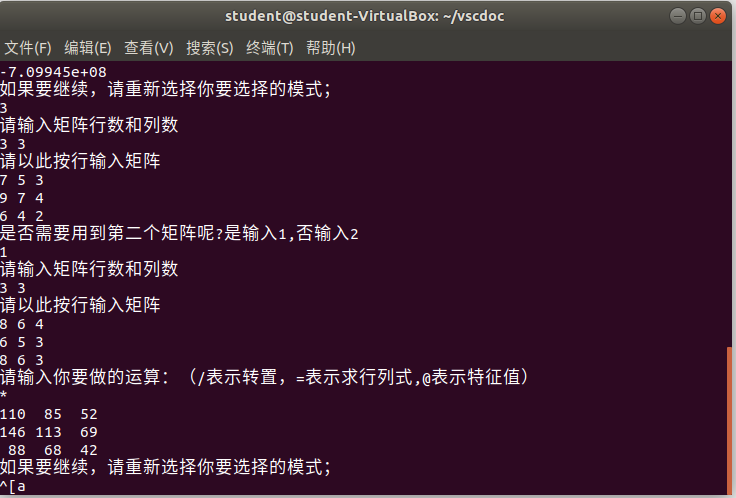 student@student-VirtualBox: ~/vscdoc
文件(F) 编辑(E) 查看(V) 搜索(S) 终端(T) 帮助(H)
-7.09945e+08
如果要继续，请重新选择你要选择的模式；
3
请输入矩阵行数和列数
3 3
请以此按行输入矩阵
7 5 3
9 7 4
6 4 2
是否需要用到第二个矩阵呢?是输入1,否输入2
1
请输入矩阵行数和列数
3 3
请以此按行输入矩阵
8 6 4
6 5 3
8 6 3
请输入你要做的运算：（/表示转置，=表示求行列式,@表示特征值）
*
110  85  52
146 113  69
 88  68  42
如果要继续，请重新选择你要选择的模式；
^[a